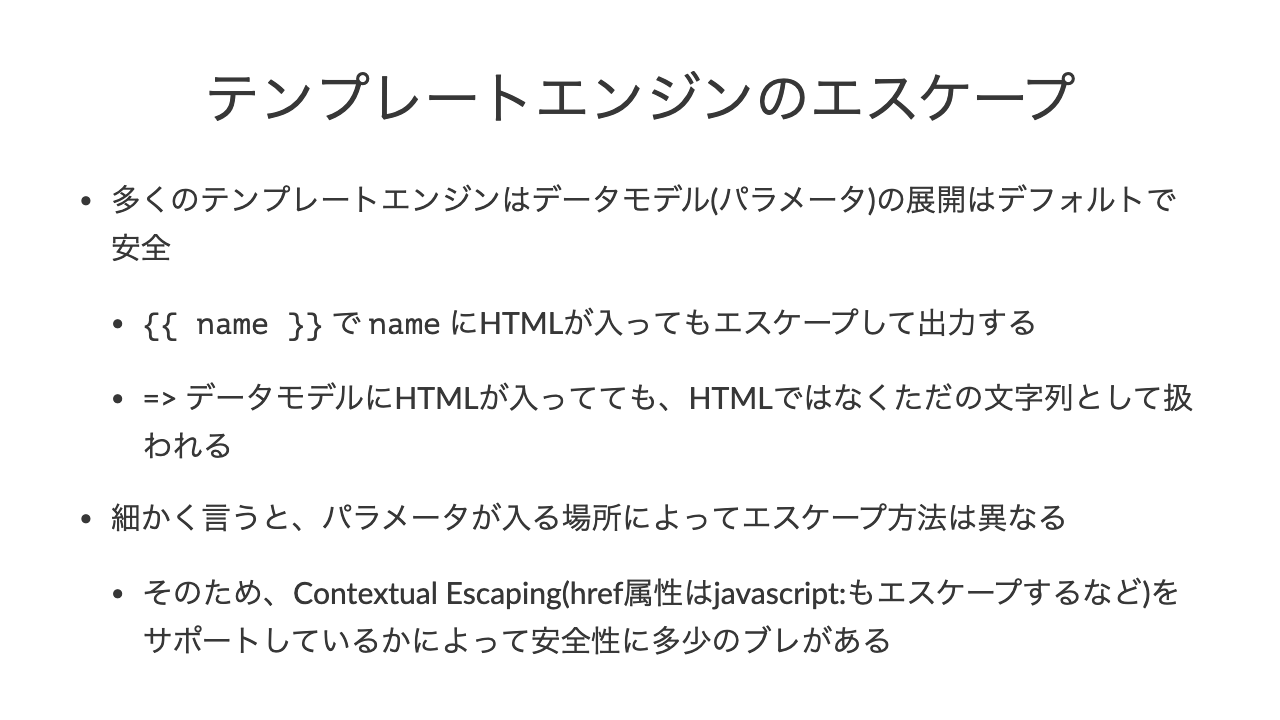 テンプレートエンジンのエスケープ
• 多くのテンプレートエンジンはデータモデル(パラメータ)の展開はデフォルトで
安全
• {{ name }} で name にHTMLが入ってもエスケープして出力する
• => データモデルにHTMLが入ってても、HTMLではなくただの文字列として扱
われる
• 細かく言うと、パラメータが入る場所によってエスケープ方法は異なる
• そのため、Contextual Escaping(href属性はjavascript:もエスケープするなど)を
サポートしているかによって安全性に多少のブレがある